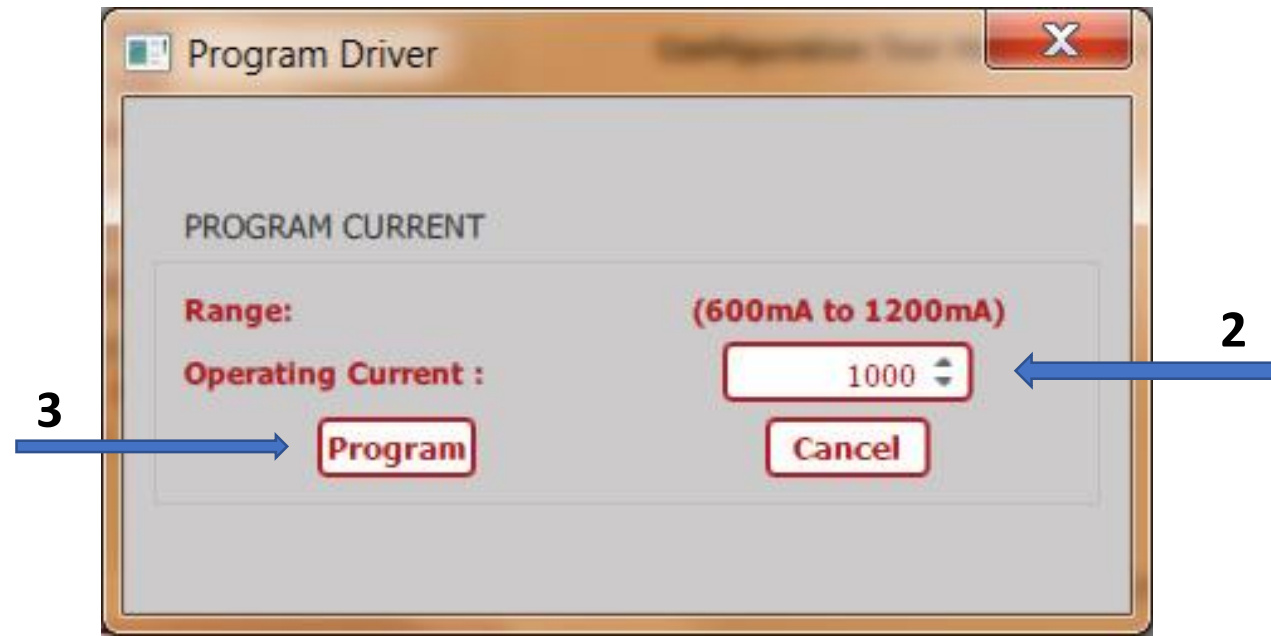 Program Driver
X
PROGRAM CURRENT
Range: (600mA to 1200mA)
2
Operating Current : 1000
3
Program Cancel